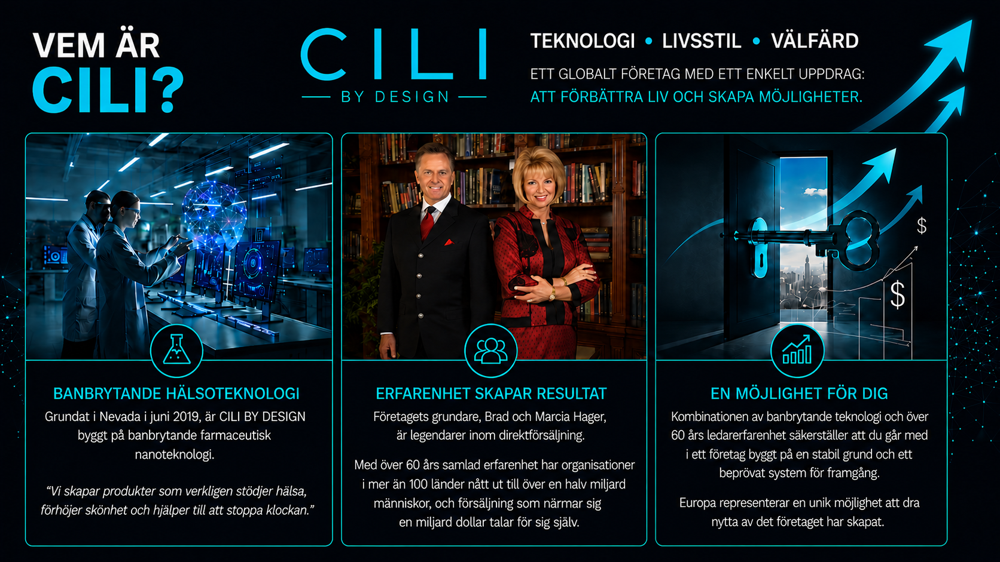 VEM ÄR
CILI?
CILI
BY DESIGN
TEKNOLOGI • LIVSSTIL • VÄLFÄRD
ETT GLOBALT FÖRETAG MED ETT ENKELT UPPDRAG:
ATT FÖRBÄTTRA LIV OCH SKAPA MÖJLIGHETER.
$
$
BANBRYTANDE HÄLSOTEKNOLOGI
Grundat i Nevada i juni 2019, är CILI BY DESIGN
byggt på banbrytande farmaceutisk
nanoteknologi.
“Vi skapar produkter som verkligen stödjer hälsa,
förhöjer skönhet och hjälper till att stoppa klockan.”
ERFARENHET SKAPAR RESULTAT
Företagets grundare, Brad och Marcia Hager,
är legendarer inom direktförsäljning.
Med över 60 års samlad erfarenhet har organisationer
i mer än 100 länder nått ut till över en halv miljard
människor, och försäljning som närmar sig
en miljard dollar talar för sig själv.
EN MÖJLIGHET FÖR DIG
Kombinationen av banbrytande teknologi och över
60 års ledarerfarenhet säkerställer att du går med
i ett företag byggt på en stabil grund och ett
beprövat system för framgång.
Europa representerar en unik möjlighet att dra
nytta av det företaget har skapat.